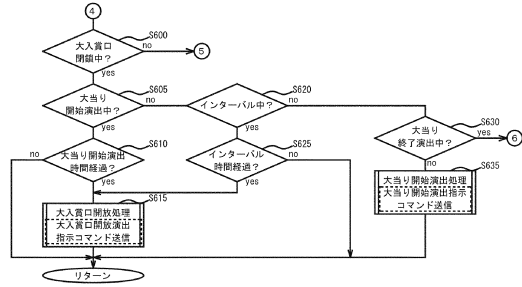 ④
S600
大入賞口
閉鎖中？
no
⑤
yes
S605
大当り
開始演出中？
no
yes
S620
インターバル中？
no
yes
S630
大当り
終了演出中？
yes
⑥
no
S610
大当り開始演出
時間経過？
no
yes
S625
インターバル
時間経過？
no
yes
S635
大当り開始演出処理
大当り開始演出指示
コマンド送信
S615
大入賞口開放処理
大入賞口開放演出
指示コマンド送信
リターン